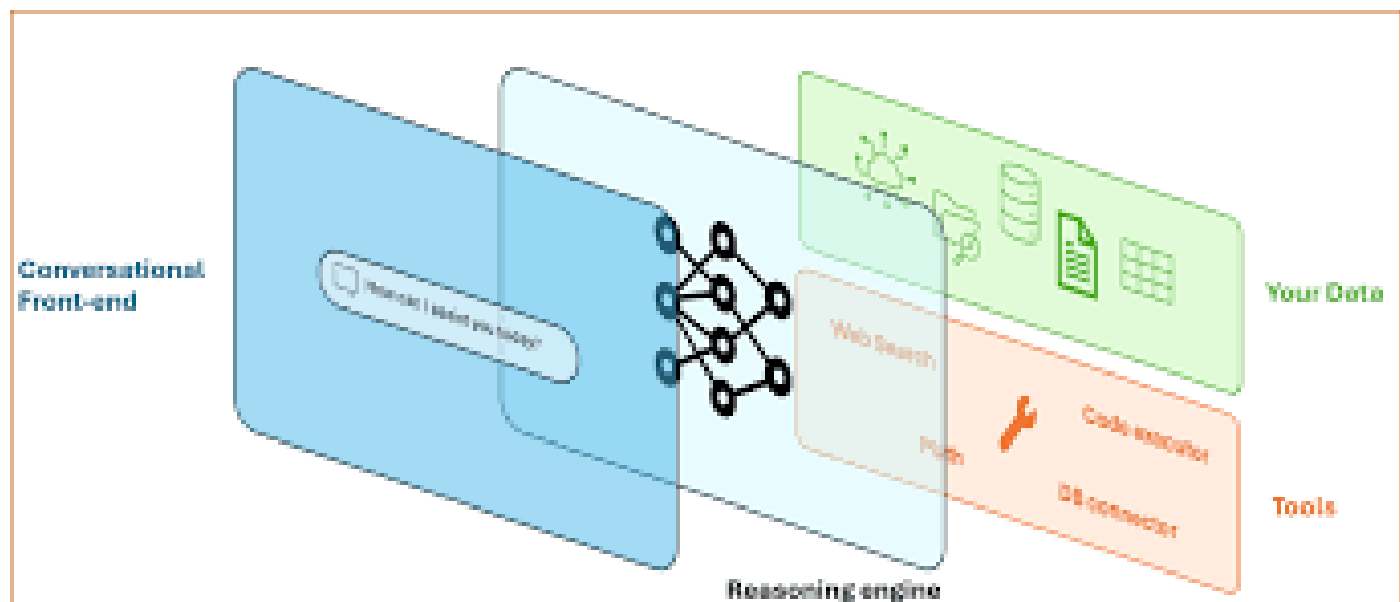 Conversational
Front-end
How can I assist you today?
Your Data
Web Search
Code executor
Path
DB connector
Tools
Reasoning engine